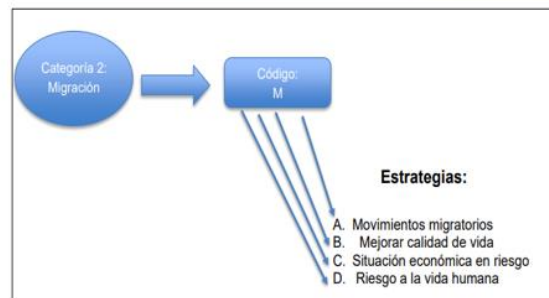 Categoría 2:
Migración
Código:
M
Estrategias:
A. Movimientos migratorios
B. Mejorar calidad de vida
C. Situación económica en riesgo
D. Riesgo a la vida humana